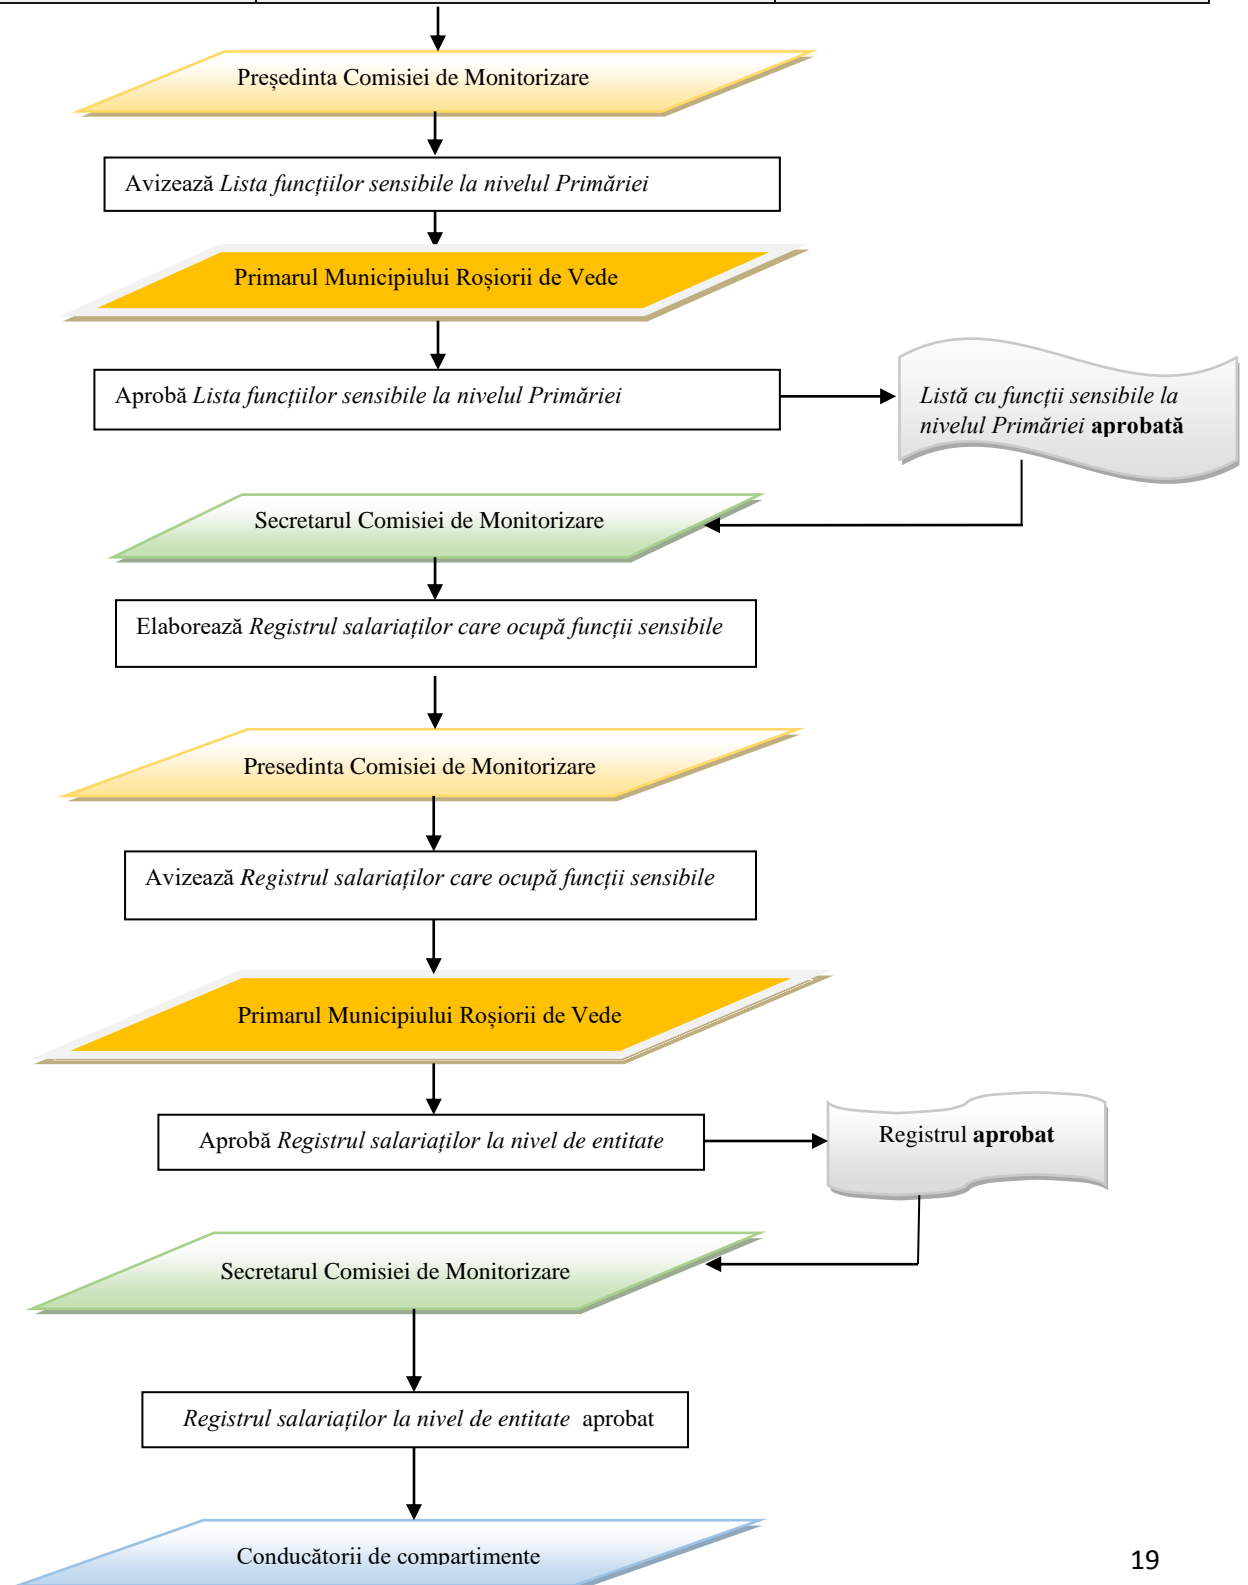 Președinta Comisiei de Monitorizare
Avizează Lista funcțiilor sensibile la nivelul Primăriei
Primarul Municipiului Roșiorii de Vede
Aprobă Lista funcțiilor sensibile la nivelul Primăriei
Listă cu funcții sensibile la
nivelul Primăriei aprobată
Secretarul Comisiei de Monitorizare
Elaborează Registrul salariaților care ocupă funcții sensibile
Presedinta Comisiei de Monitorizare
Avizează Registrul salariaților care ocupă funcții sensibile
Primarul Municipiului Roșiorii de Vede
Aprobă Registrul salariaților la nivel de entitate
Registrul aprobat
Secretarul Comisiei de Monitorizare
Registrul salariaților la nivel de entitate aprobat
Conducătorii de compartimente
19